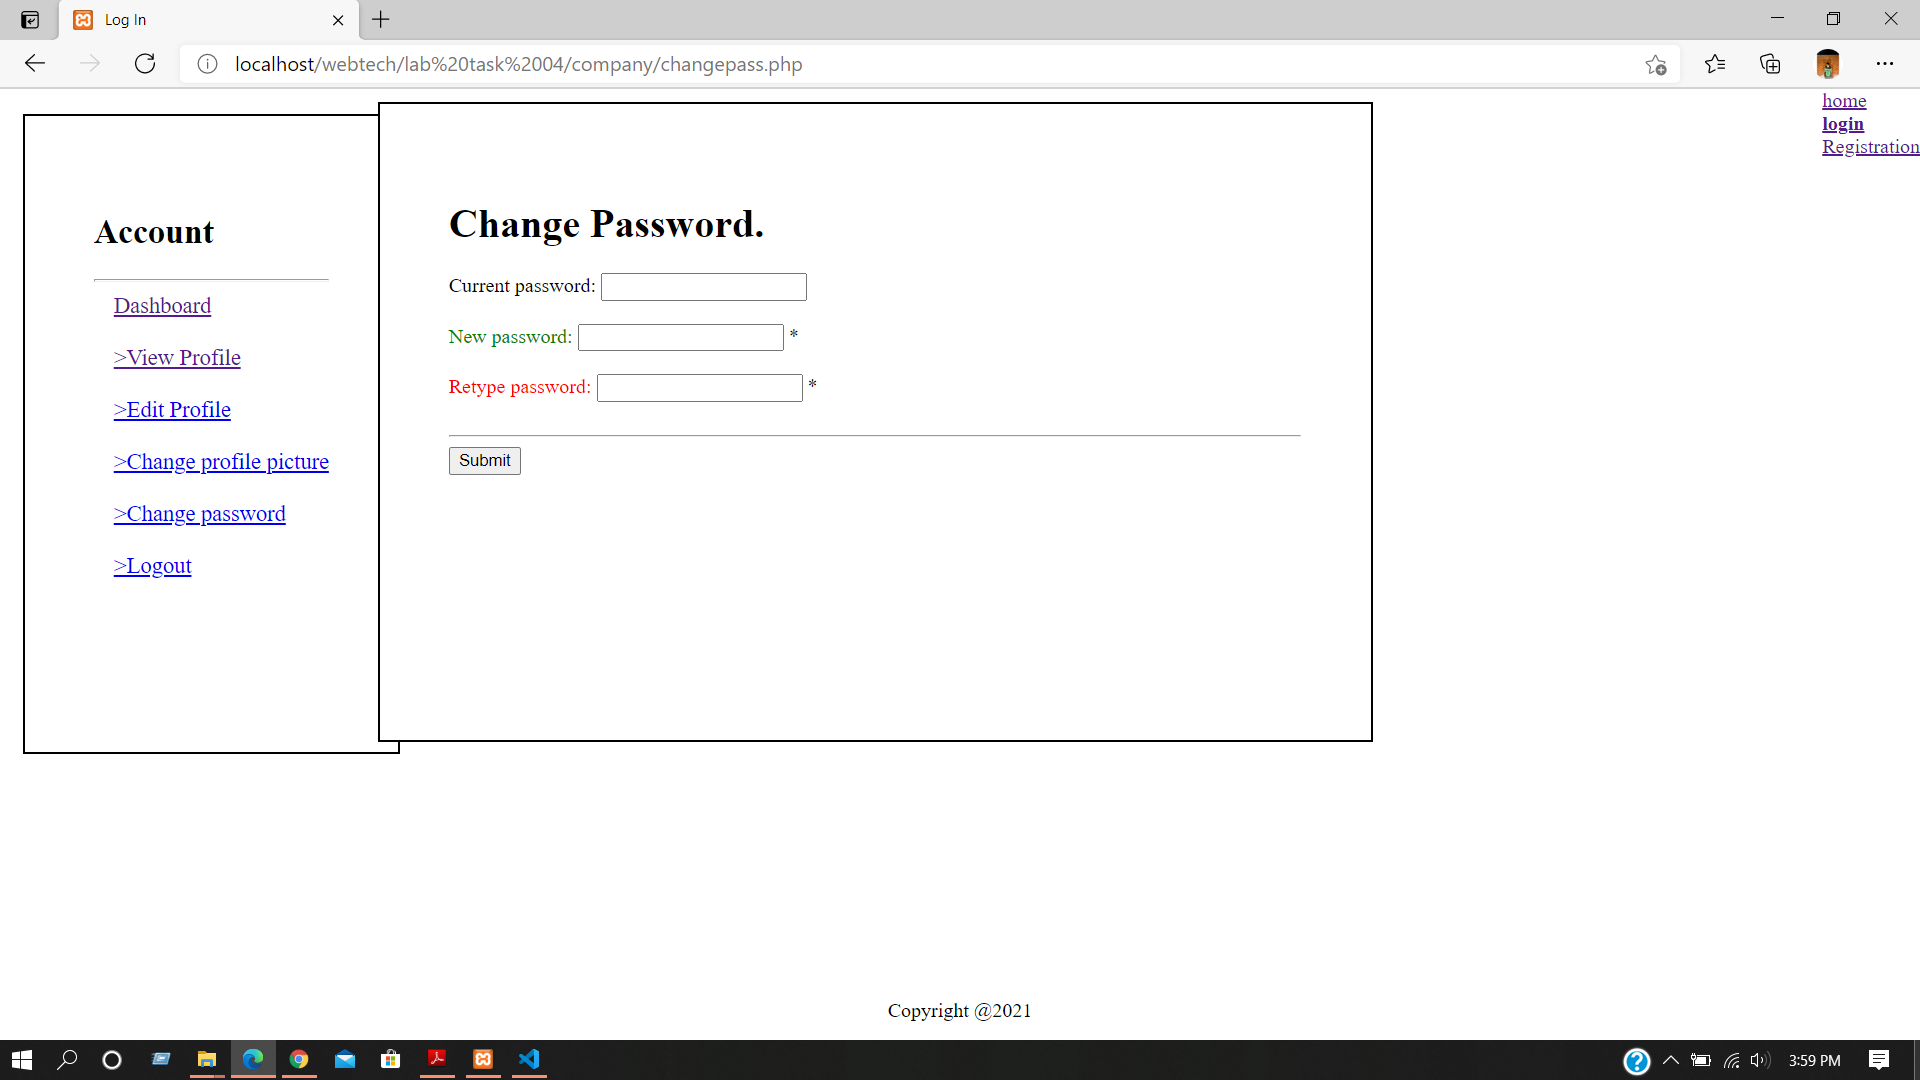 Log In
localhost/webtech/lab%20task%2004/company/changepass.php
home
login
Registration
Account
Dashboard
>View Profile
>Edit Profile
>Change profile picture
>Change password
>Logout
Change Password.
Current password:
New password: *
Retype password: *
Submit
Copyright @2021
3:59 PM